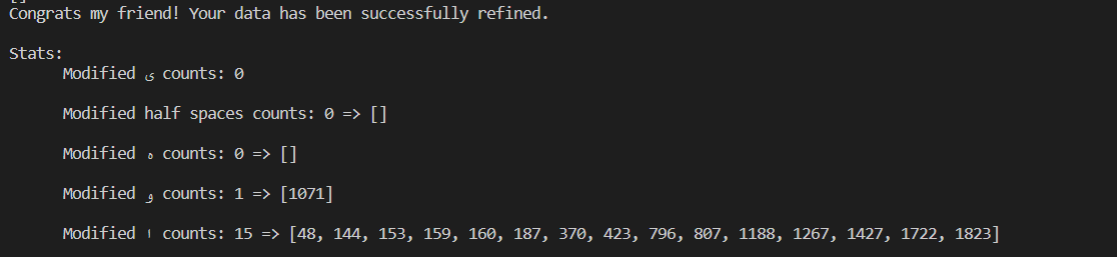 Congrats my friend! Your data has been successfully refined.
Stats:
Modified ی counts: 0
Modified half spaces counts: 0 => []
Modified ه counts: 0 => []
Modified و counts: 1 => [1071]
Modified ا counts: 15 => [48, 144, 153, 159, 160, 187, 370, 423, 796, 807, 1188, 1267, 1427, 1722, 1823]